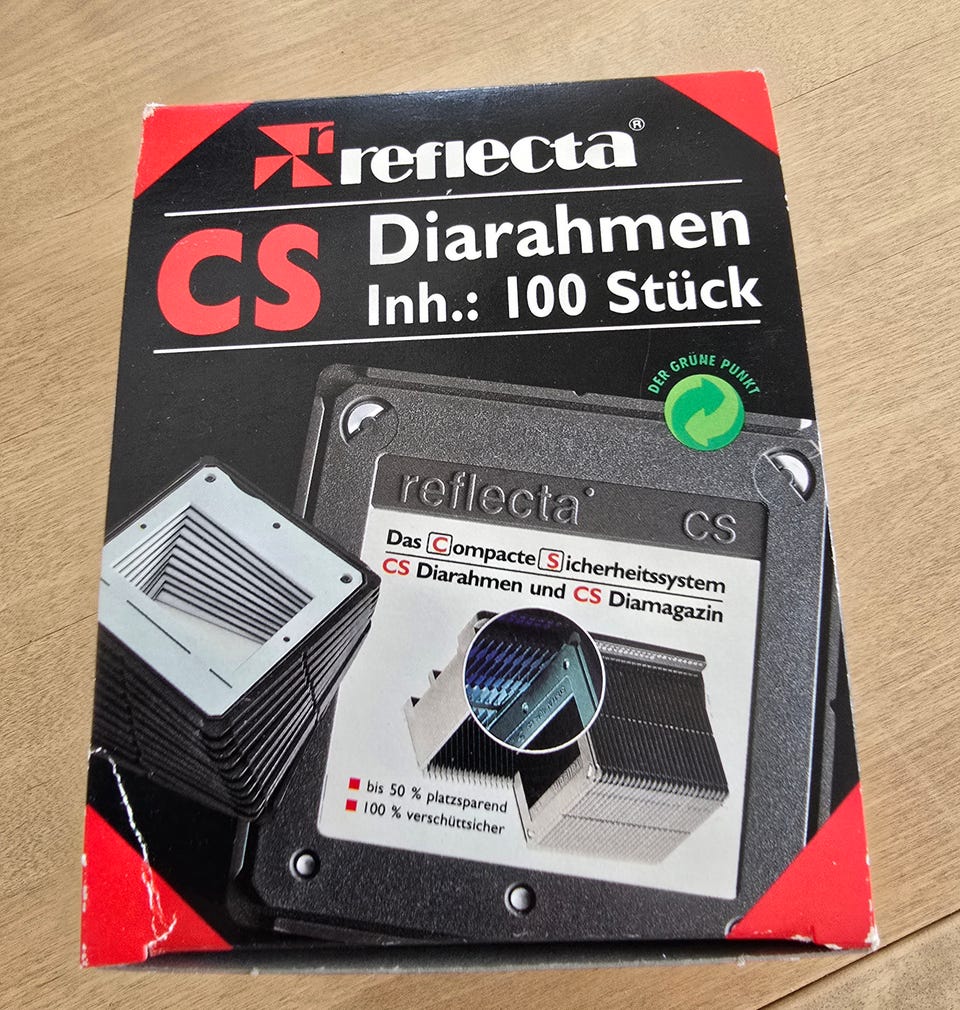 r reflecta®
CS
Diarahmen
Inh.: 100 Stück
DER GRÜNE PUNKT
reflecta°
CS
Das Compacte Sicherheitssystem
CS Diarahmen und CS Diamagazin
bis 50 % platzsparend
100 % verschüttsicher